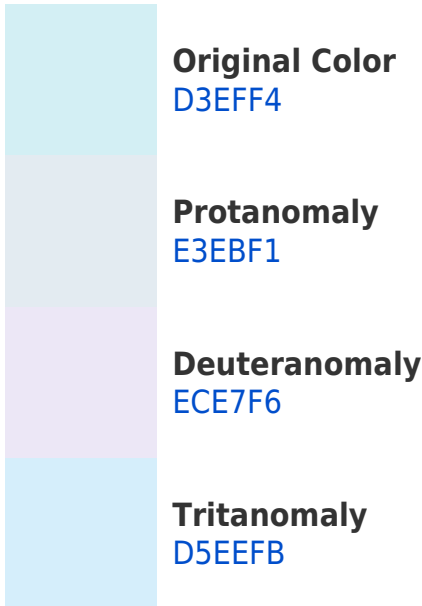 Original Color
D3EFF4
Protanomaly
E3EBF1
Deuteranomaly
ECE7F6
Tritanomaly
D5EEFB